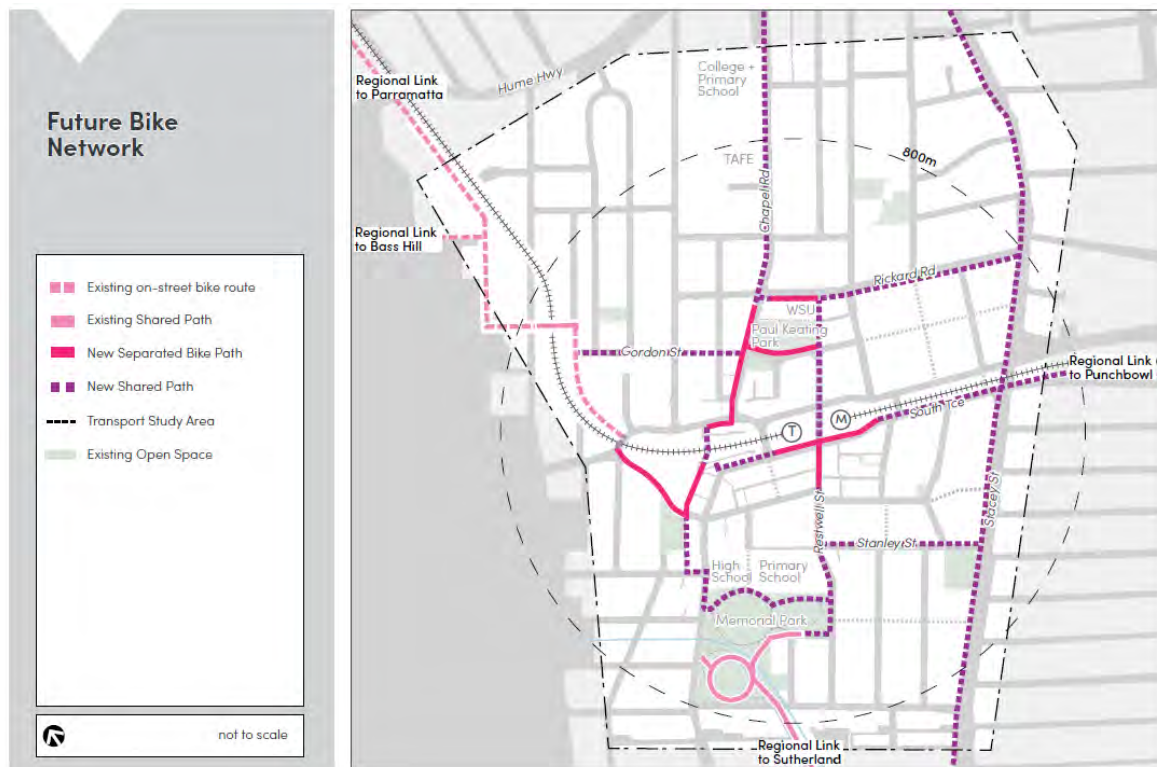 Future Bike
Network
Existing on-street bike route
Existing Shared Path
New Separated Bike Path
New Shared Path
Transport Study Area
Existing Open Space
not to scale
Regional Link
to Parramatta
Hume Hwy
College +
Primary
School
800m
TAFE
Chapel Rd
Regional Link
to Bass Hill
Rickard Rd
WSU
Paul Keating
Park
Gordon St
Regional Link
to Punchbowl
South Tce
T
M
Stacey St
Restwell St
Stanley St
High
School
Primary
School
Memorial Park
Regional Link
to Sutherland